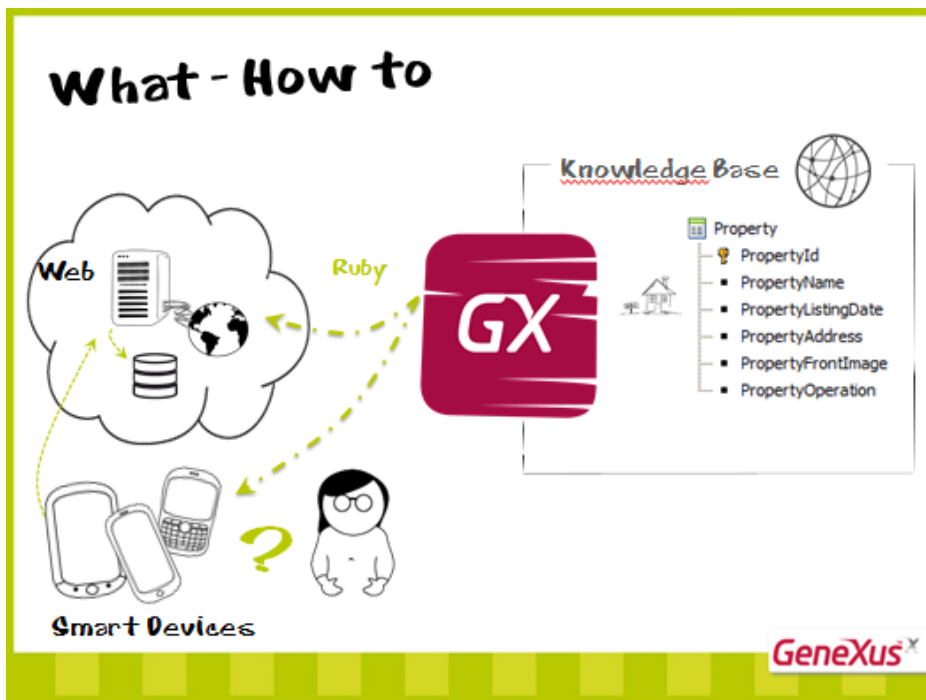 What - How to
Knowledge Base
Web
Ruby
GX
Property
PropertyId
PropertyName
PropertyListingDate
PropertyAddress
PropertyFrontImage
PropertyOperation
?
Smart Devices
GeneXus X